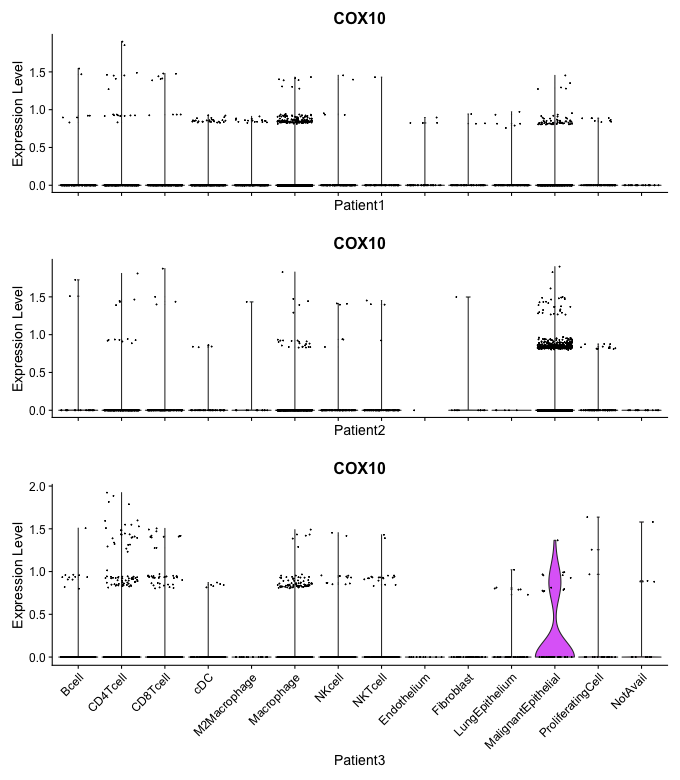 COX10
Expression Level
1.5
1.0
0.5
0.0
Patient1
COX10
Expression Level
1.5
1.0
0.5
0.0
Patient2
COX10
Expression Level
2.0
1.5
1.0
0.5
0.0
Bcell
CD4Tcell
CD8Tcell
cDC
M2Macrophage
Macrophage
NKcell
NKTcell
Endothelium
Fibroblast
LungEpithelium
MalignantEpithelial
ProliferatingCell
NotAvail
Patient3